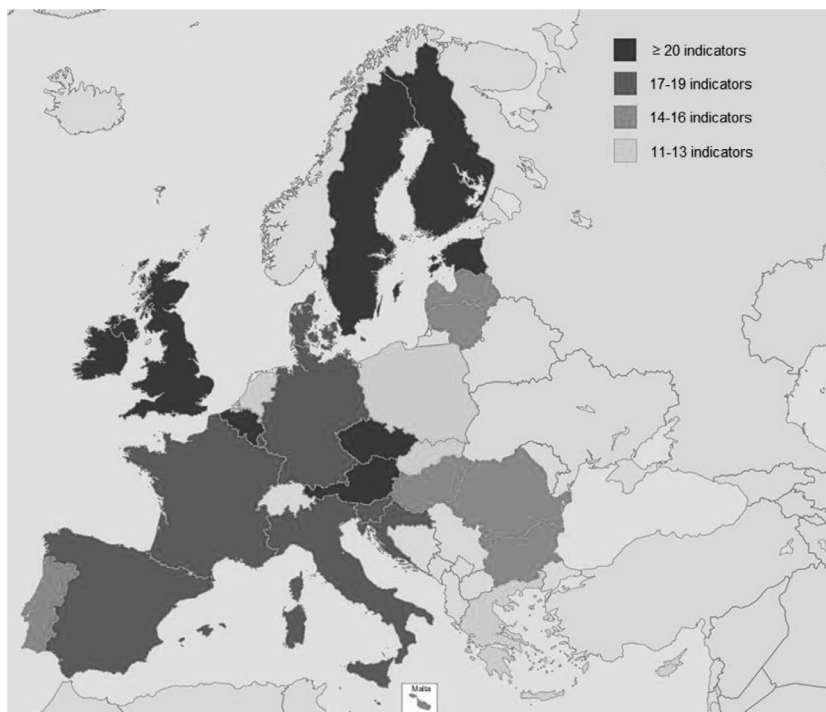 ≥ 20 indicators
17-19 indicators
14-16 indicators
11-13 indicators
Malta